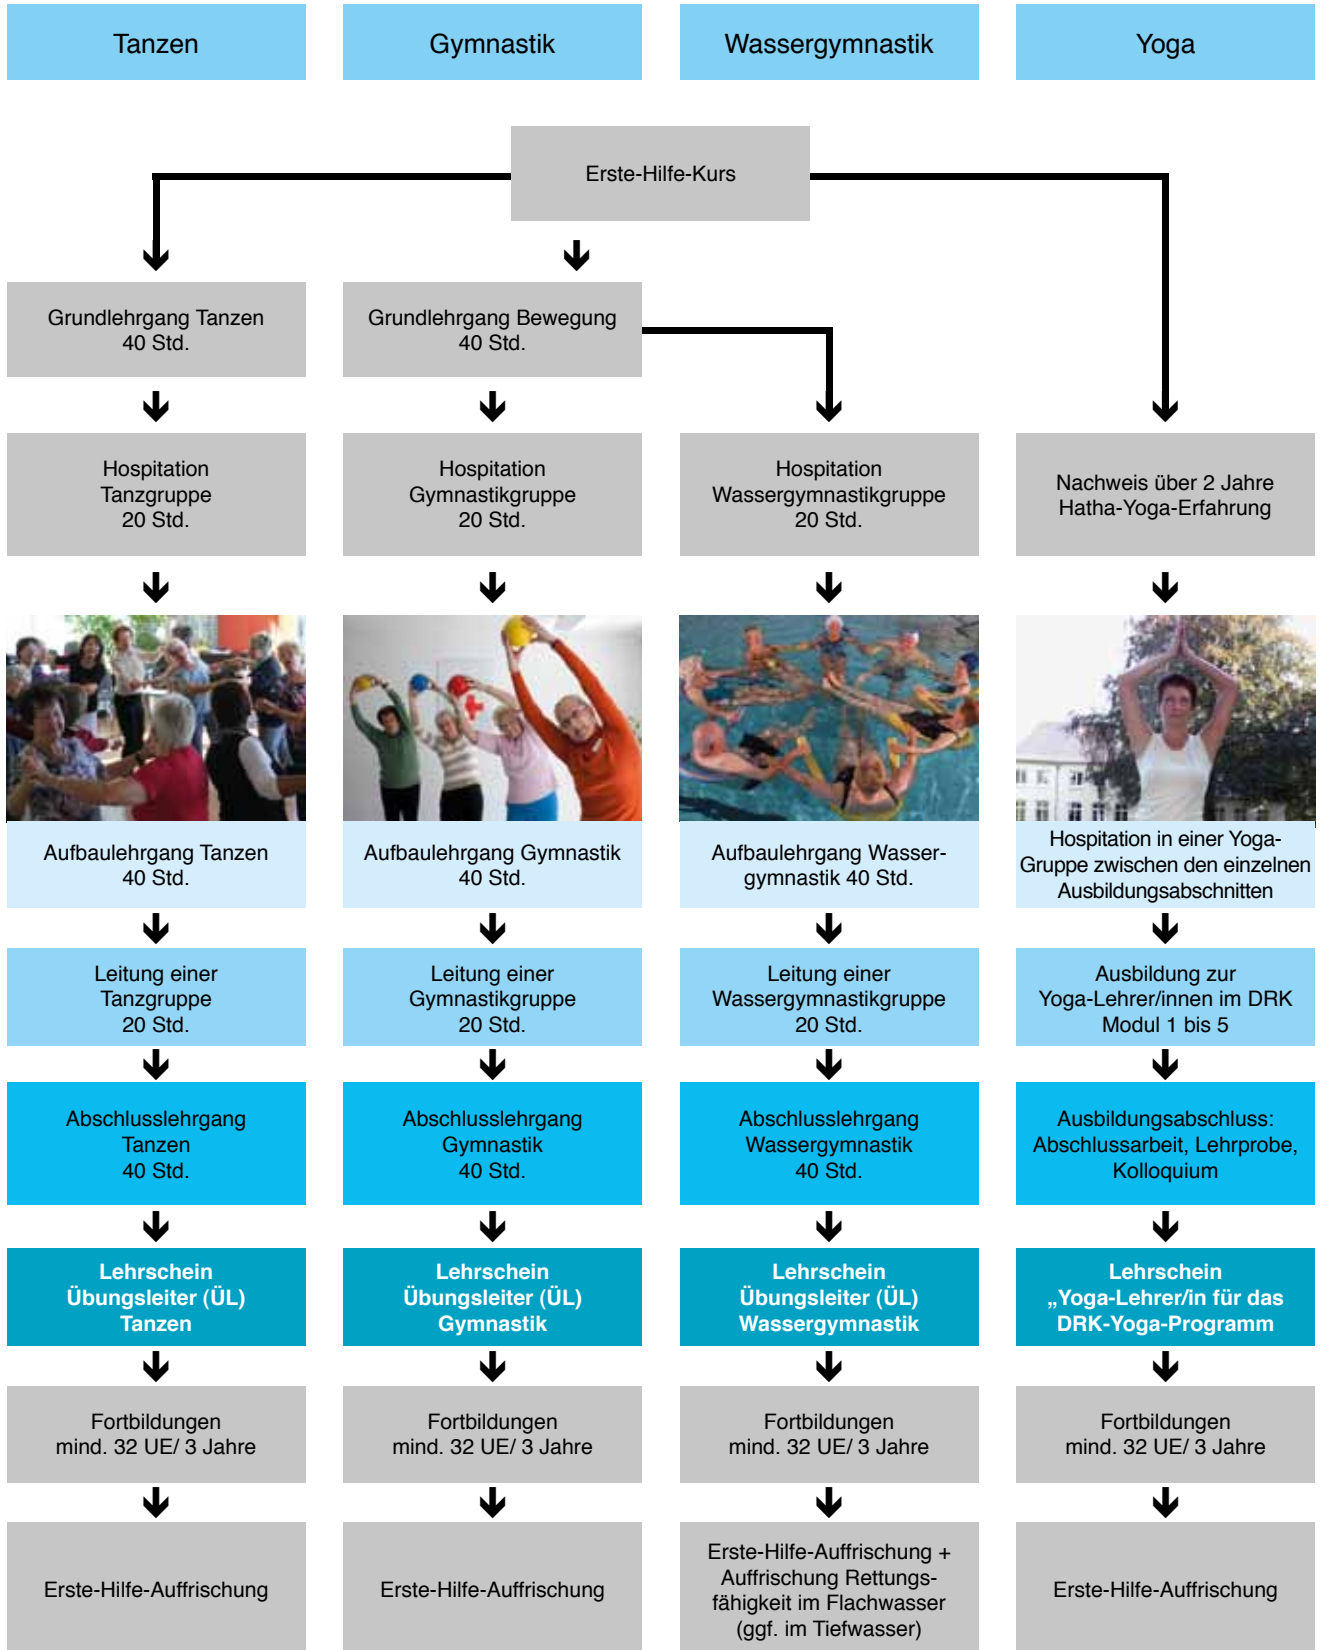 Tanzen
Gymnastik
Wassergymnastik
Yoga
Erste-Hilfe-Kurs
Grundlehrgang Tanzen
40 Std.
Grundlehrgang Bewegung
40 Std.
Hospitation
Tanzgruppe
20 Std.
Hospitation
Gymnastikgruppe
20 Std.
Hospitation
Wassergymnastikgruppe
20 Std.
Nachweis über 2 Jahre
Hatha-Yoga-Erfahrung
Aufbaulehrgang Tanzen
40 Std.
Aufbaulehrgang Gymnastik
40 Std.
Aufbaulehrgang Wasser-
gymnastik 40 Std.
Hospitation in einer Yoga-
Gruppe zwischen den einzelnen
Ausbildungsabschnitten
Leitung einer
Tanzgruppe
20 Std.
Leitung einer
Gymnastikgruppe
20 Std.
Leitung einer
Wassergymnastikgruppe
20 Std.
Ausbildung zur
Yoga-Lehrer/innen im DRK
Modul 1 bis 5
Abschlusslehrgang
Tanzen
40 Std.
Abschlusslehrgang
Gymnastik
40 Std.
Abschlusslehrgang
Wassergymnastik
40 Std.
Ausbildungsabschluss:
Abschlussarbeit, Lehrprobe,
Kolloquium
Lehrschein
Übungsleiter (ÜL)
Tanzen
Lehrschein
Übungsleiter (ÜL)
Gymnastik
Lehrschein
Übungsleiter (ÜL)
Wassergymnastik
Lehrschein
„Yoga-Lehrer/in für das
DRK-Yoga-Programm
Fortbildungen
mind. 32 UE/ 3 Jahre
Fortbildungen
mind. 32 UE/ 3 Jahre
Fortbildungen
mind. 32 UE/ 3 Jahre
Fortbildungen
mind. 32 UE/ 3 Jahre
Erste-Hilfe-Auffrischung
Erste-Hilfe-Auffrischung
Erste-Hilfe-Auffrischung +
Auffrischung Rettungs-
fähigkeit im Flachwasser
(ggf. im Tiefwasser)
Erste-Hilfe-Auffrischung